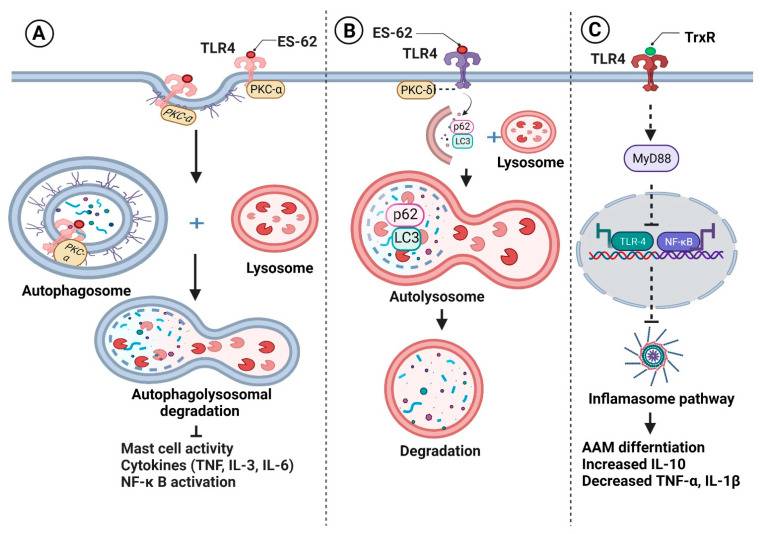 A
TLR4
ES-62
PKC-α
PKC-α
PKC-
α
Autophagosome
+
Lysosome
Autophagolysosomal
degradation
Mast cell activity
Cytokines (TNF, IL-3, IL-6)
NF-κ B activation
B
ES-62
TLR4
PKC-δ
p62
LC3
+
Lysosome
p62
LC3
Autolysosome
Degradation
C
TrxR
TLR4
MyD88
TLR-4
NF-κB
Inflamasome pathway
AAM differntiation
Increased IL-10
Decreased TNF-α, IL-1β